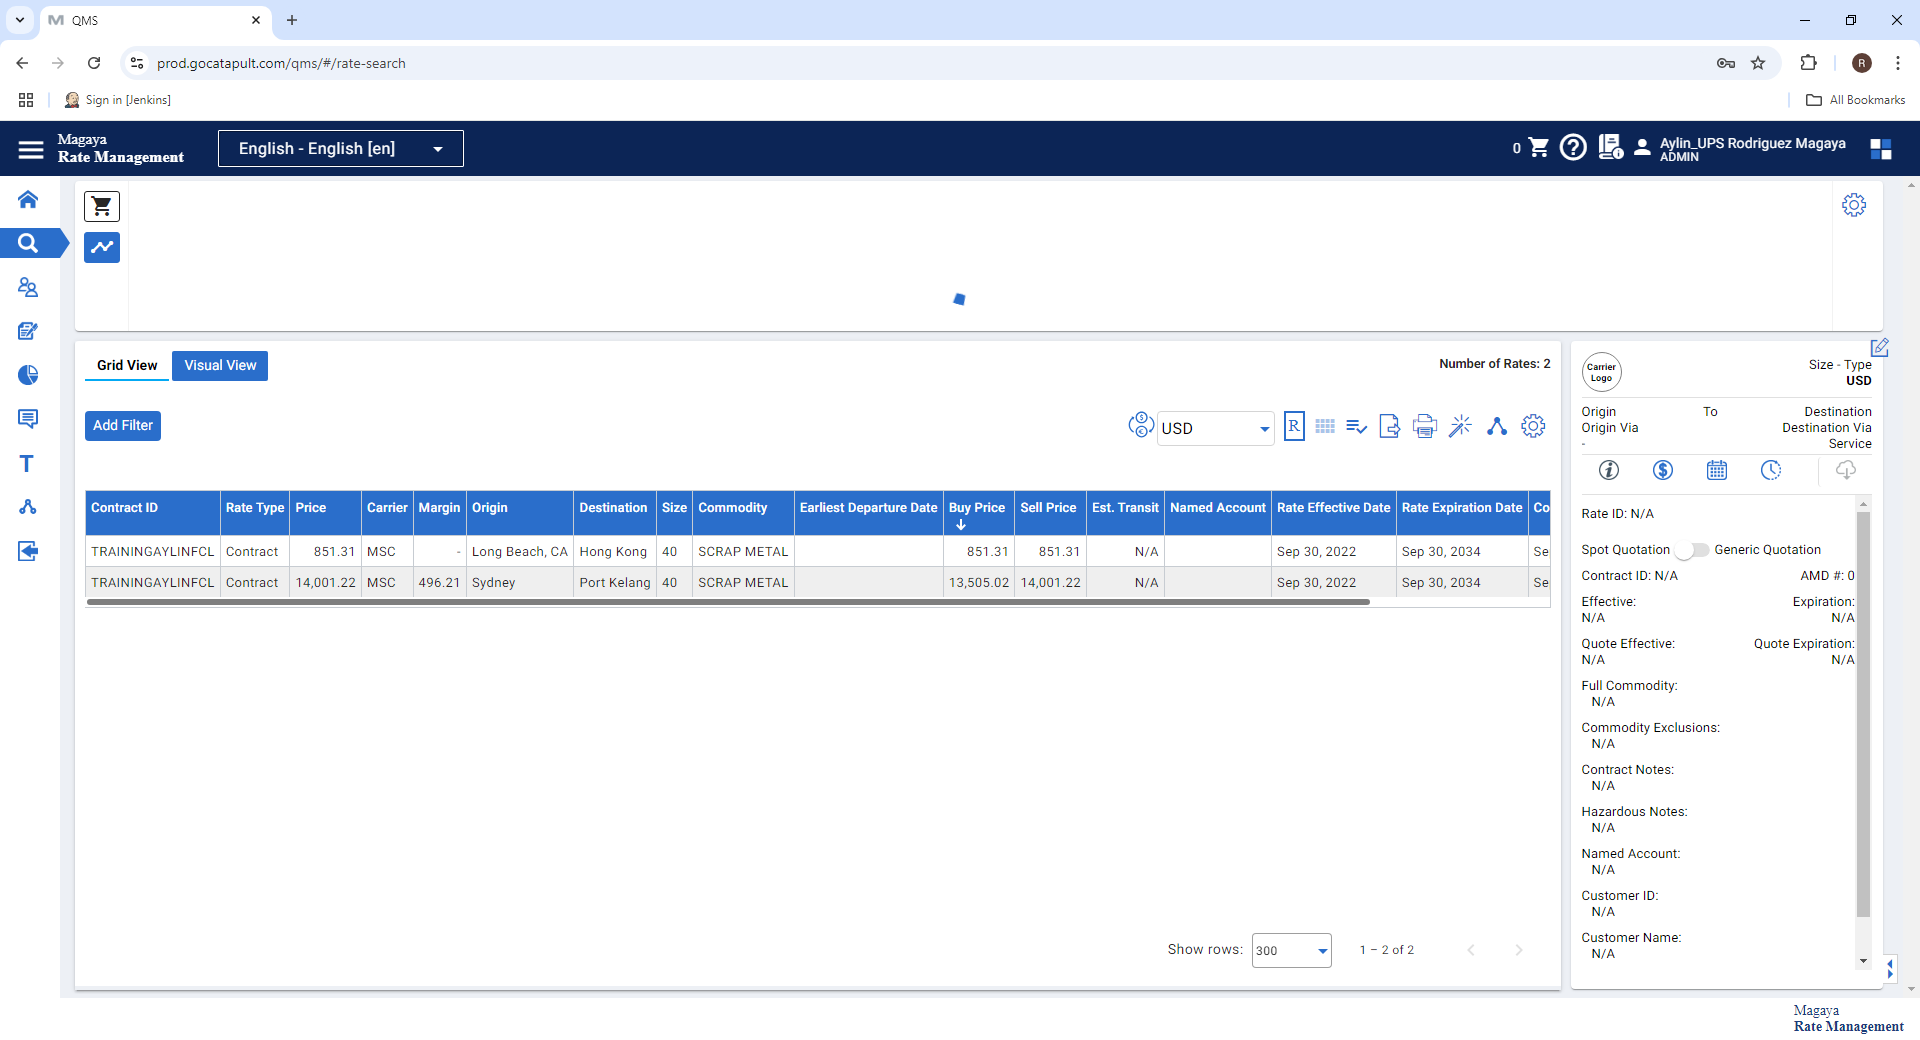 QMS
prod.gocatapult.com/qms/#/rate-search
R
Sign in [Jenkins]
All Bookmarks
Magaya
Rate Management
English - English [en]
0
Aylin_UPS Rodriguez Magaya
ADMIN
Grid View
Visual View
Number of Rates: 2
Add Filter
USD
R
Contract ID Rate Type Price Carrier Margin Origin Destination Size Commodity Earliest Departure Date Buy Price Sell Price Est. Transit Named Account Rate Effective Date Rate Expiration Date Co
TRAININGAYLINFCL Contract 851.31 MSC - Long Beach, CA Hong Kong 40 SCRAP METAL 851.31 851.31 N/A Sep 30, 2022 Sep 30, 2034 Se
TRAININGAYLINFCL Contract 14,001.22 MSC 496.21 Sydney Port Kelang 40 SCRAP METAL 13,505.02 14,001.22 N/A Sep 30, 2022 Sep 30, 2034 Se
Show rows: 300 1 – 2 of 2
Carrier
Logo
Size - Type
USD
Origin To Destination
Origin Via Destination Via
- Service
Rate ID: N/A
Spot Quotation Generic Quotation
Contract ID: N/A AMD #: 0
Effective: Expiration:
N/A N/A
Quote Effective: Quote Expiration:
N/A N/A
Full Commodity:
N/A
Commodity Exclusions:
N/A
Contract Notes:
N/A
Hazardous Notes:
N/A
Named Account:
N/A
Customer ID:
N/A
Customer Name:
N/A
Magaya
Rate Management